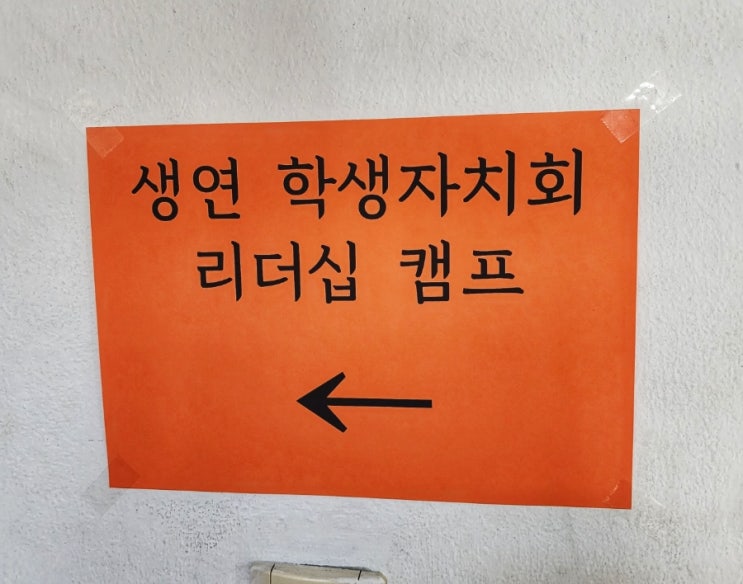 생연 학생자치회
리더십 캠프
←